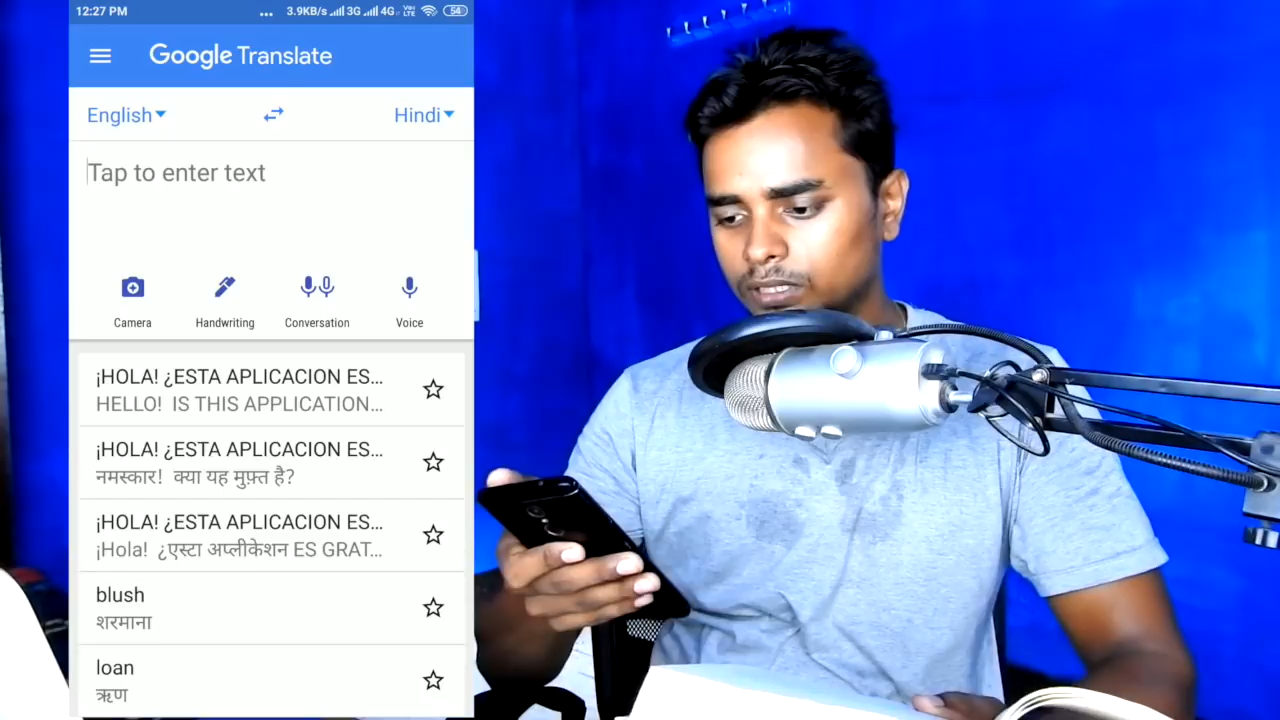 12:27 PM ... 3.9KB/s 3G 4G VoLTE 54
Google Translate
English Hindi
Tap to enter text
Camera Handwriting Conversation Voice
¡HOLA! ¿ESTA APLICACION ES...
HELLO! IS THIS APPLICATION...
¡HOLA! ¿ESTA APLICACION ES...
नमस्कार! क्या यह मुफ़्त है?
¡HOLA! ¿ESTA APLICACION ES...
¡Hola! ¿एस्टा अप्लीकेशन ES GRAT...
blush
शरमाना
loan
ऋण